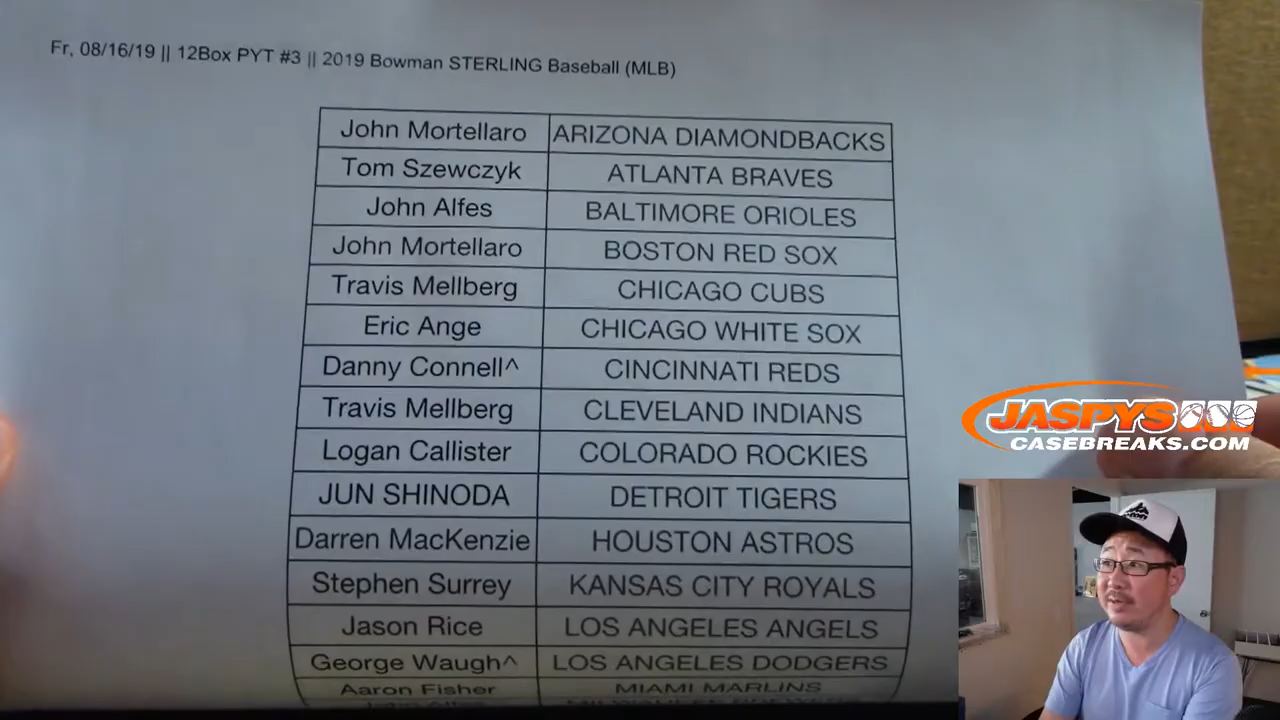 Fr, 08/16/19 || 12Box PYT #3 || 2019 Bowman STERLING Baseball (MLB)
John Mortellaro ARIZONA DIAMONDBACKS
Tom Szewczyk ATLANTA BRAVES
John Alfes BALTIMORE ORIOLES
John Mortellaro BOSTON RED SOX
Travis Mellberg CHICAGO CUBS
Eric Ange CHICAGO WHITE SOX
Danny Connell^ CINCINNATI REDS
Travis Mellberg CLEVELAND INDIANS
Logan Callister COLORADO ROCKIES
JUN SHINODA DETROIT TIGERS
Darren MacKenzie HOUSTON ASTROS
Stephen Surrey KANSAS CITY ROYALS
Jason Rice LOS ANGELES ANGELS
George Waugh^ LOS ANGELES DODGERS
Aaron Fisher MIAMI MARLINS
JASPYS
CASEBREAKS.COM